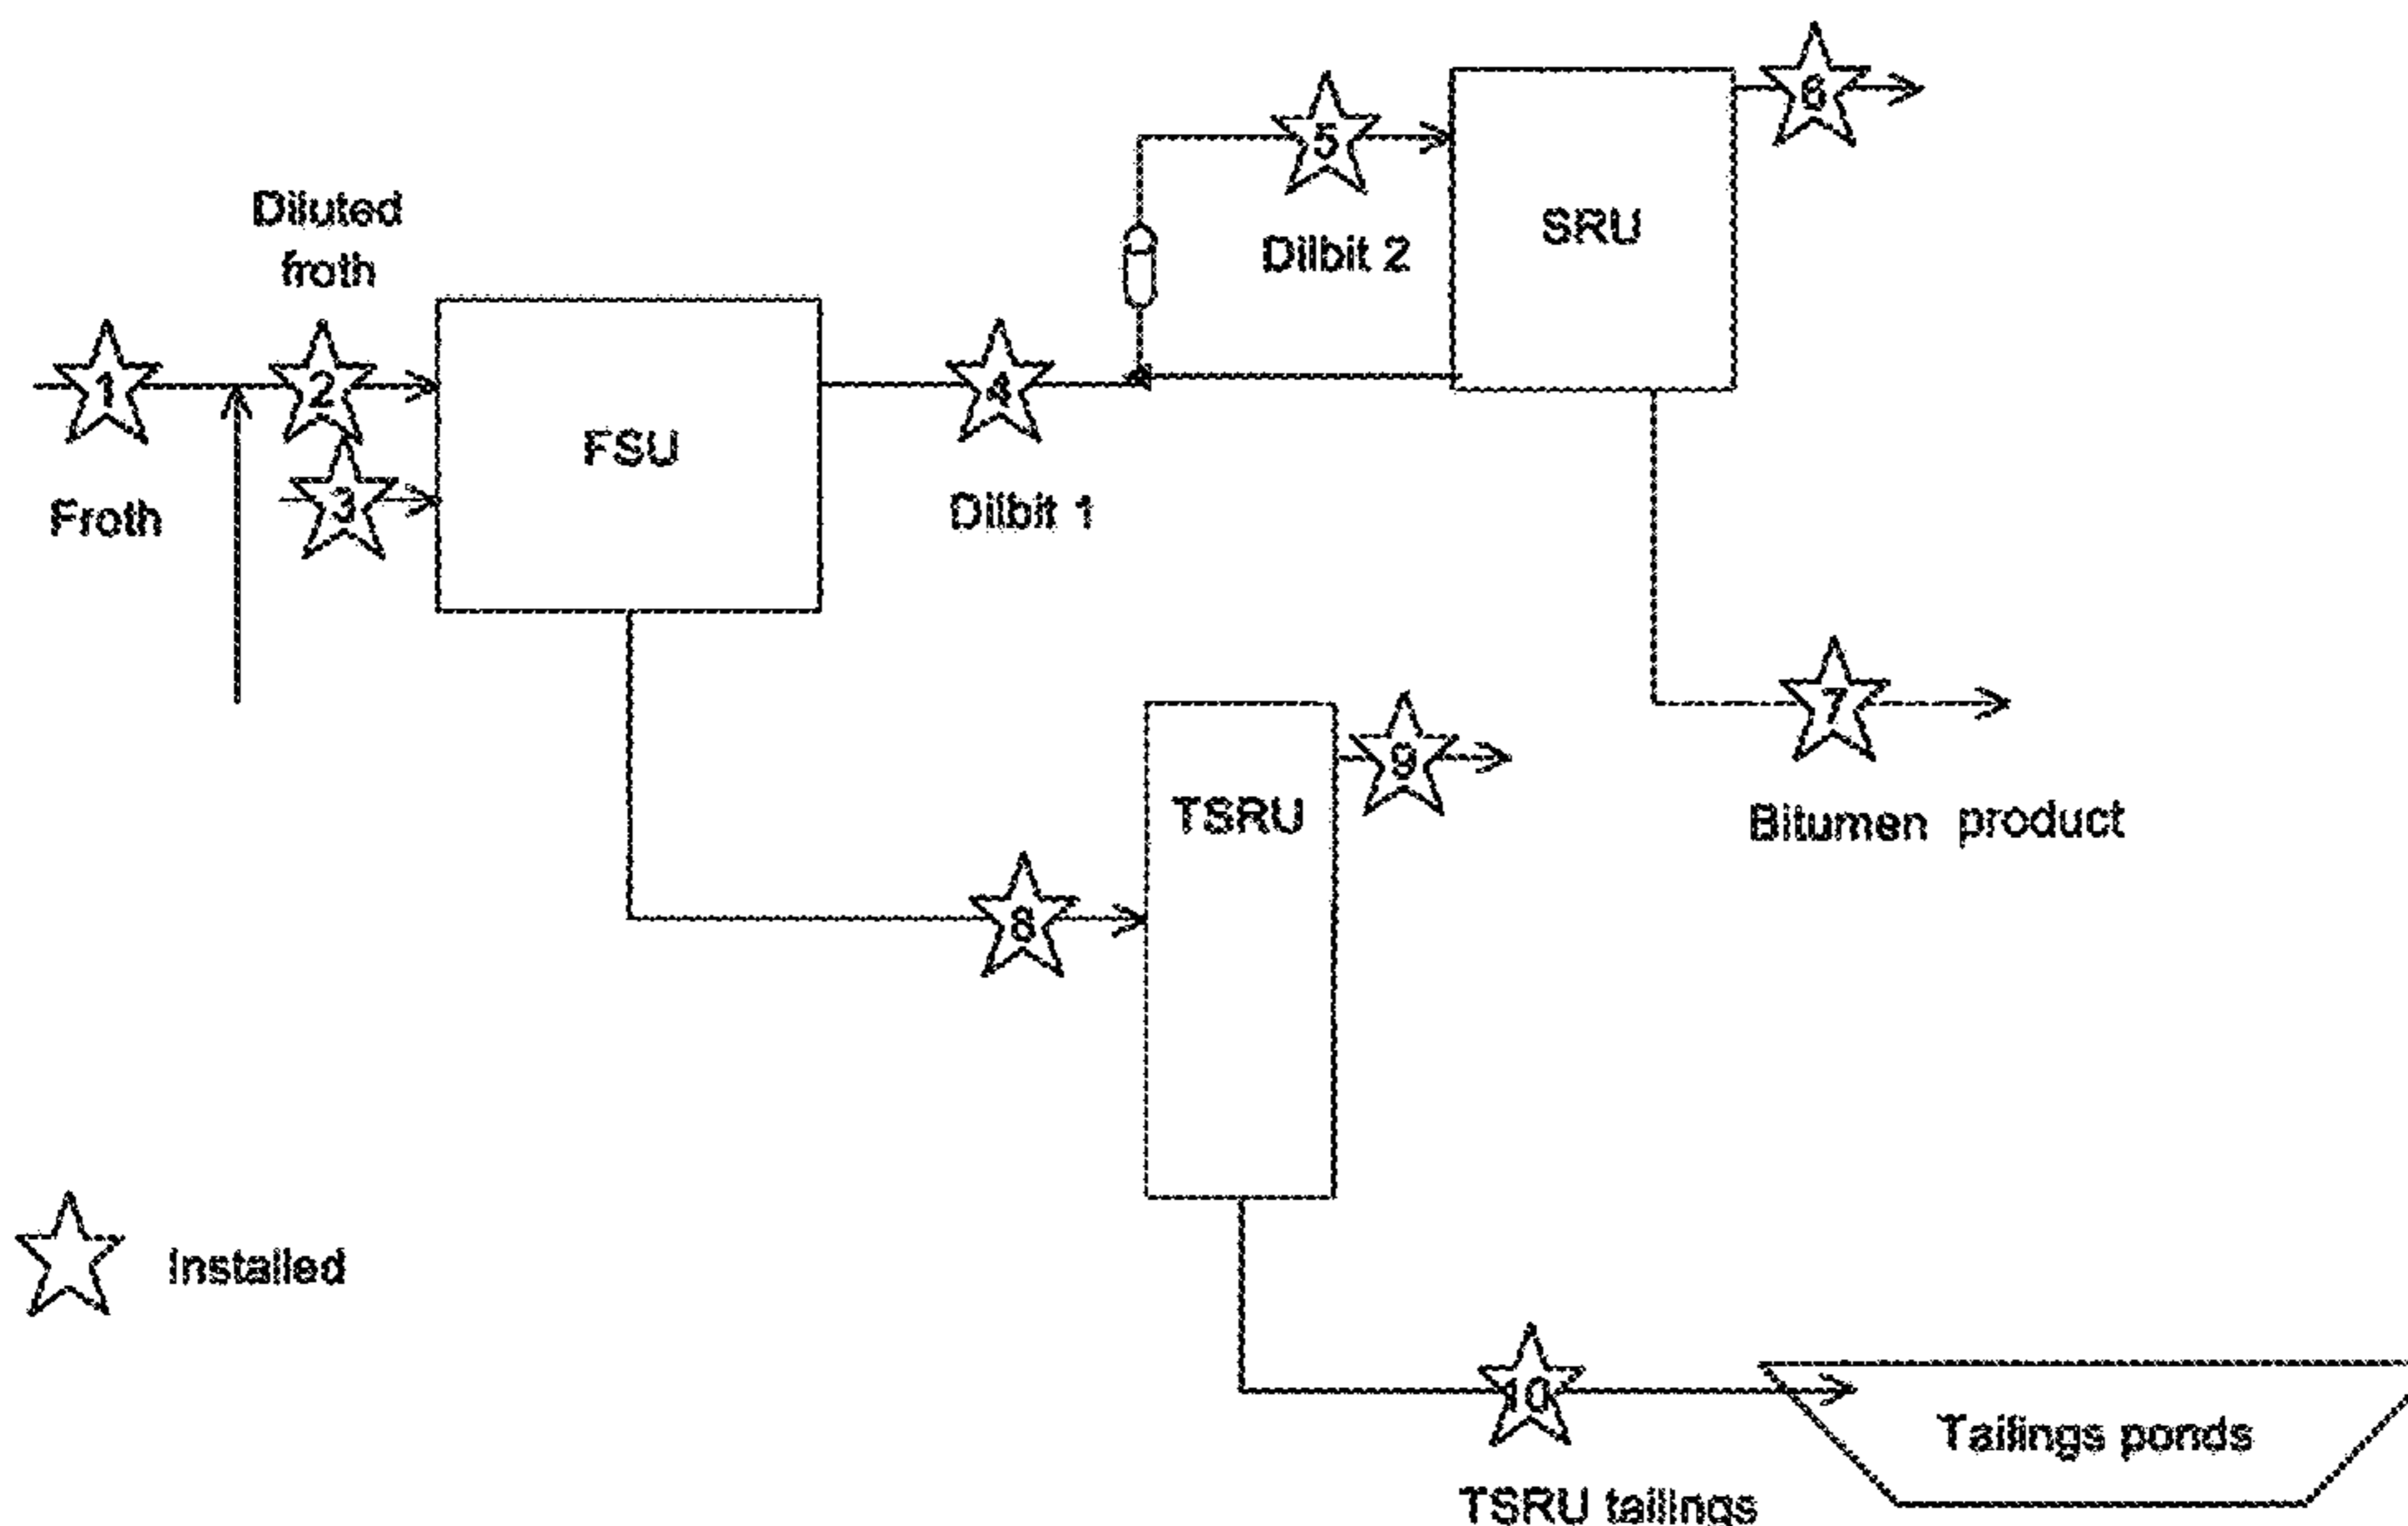 6
5
Diluted
froth
SRU
Dilbit 2
1
2
4
FSU
3
Froth
Dilbit 1
7
9
TSRU
Bitumen product
8
Installed
10
Tailings ponds
TSRU tailings